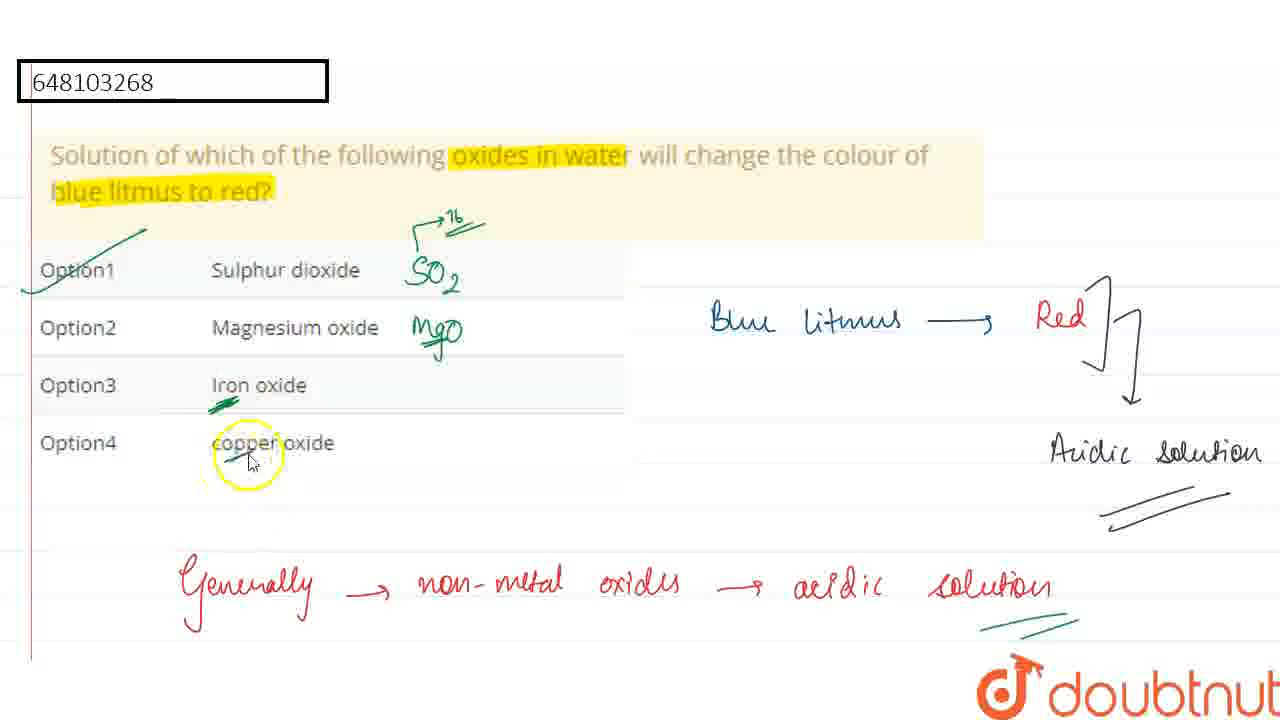 648103268
Solution of which of the following oxides in water will change the colour of
blue litmus to red?
16
Option1 Sulphur dioxide SO2
Option2 Magnesium oxide MgO
Option3 Iron oxide
Option4 copper oxide
Blue litmus → Red
Acidic solution
Generally → non-metal oxides → acidic solution
doubtnut